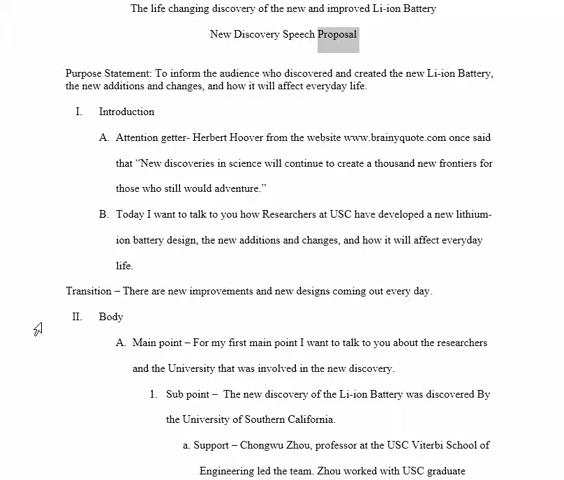 The life changing discovery of the new and improved Li-ion Battery
New Discovery Speech Proposal
Purpose Statement: To inform the audience who discovered and created the new Li-ion Battery,
the new additions and changes, and how it will affect everyday life.
I. Introduction
A. Attention getter- Herbert Hoover from the website www.brainyquote.com once said
that “New discoveries in science will continue to create a thousand new frontiers for
those who still would adventure.”
B. Today I want to talk to you how Researchers at USC have developed a new lithium-
ion battery design, the new additions and changes, and how it will affect everyday
life.
Transition – There are new improvements and new designs coming out every day.
II. Body
A. Main point – For my first main point I want to talk to you about the researchers
and the University that was involved in the new discovery.
1. Sub point – The new discovery of the Li-ion Battery was discovered By
the University of Southern California.
a. Support – Chongwu Zhou, professor at the USC Viterbi School of
Engineering led the team. Zhou worked with USC graduate